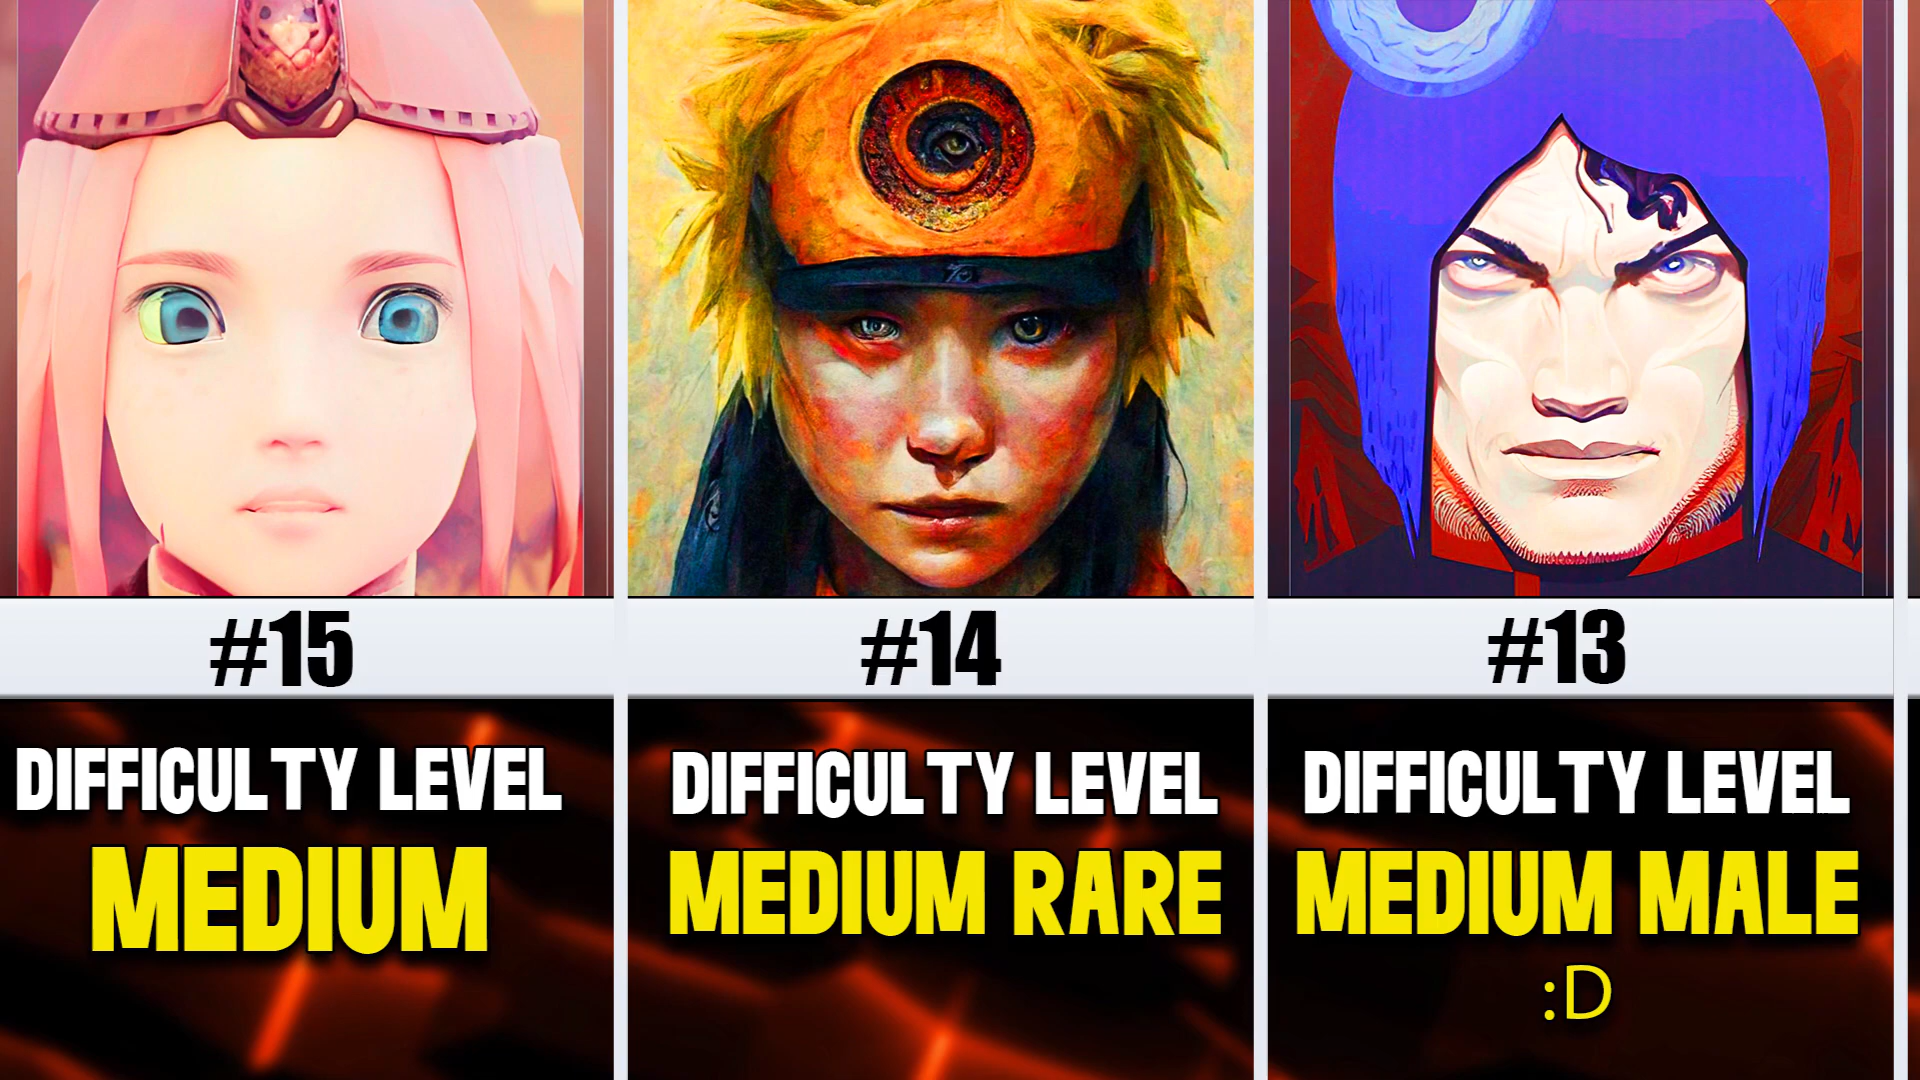 #15
DIFFICULTY LEVEL
MEDIUM
#14
DIFFICULTY LEVEL
MEDIUM RARE
#13
DIFFICULTY LEVEL
MEDIUM MALE
:D